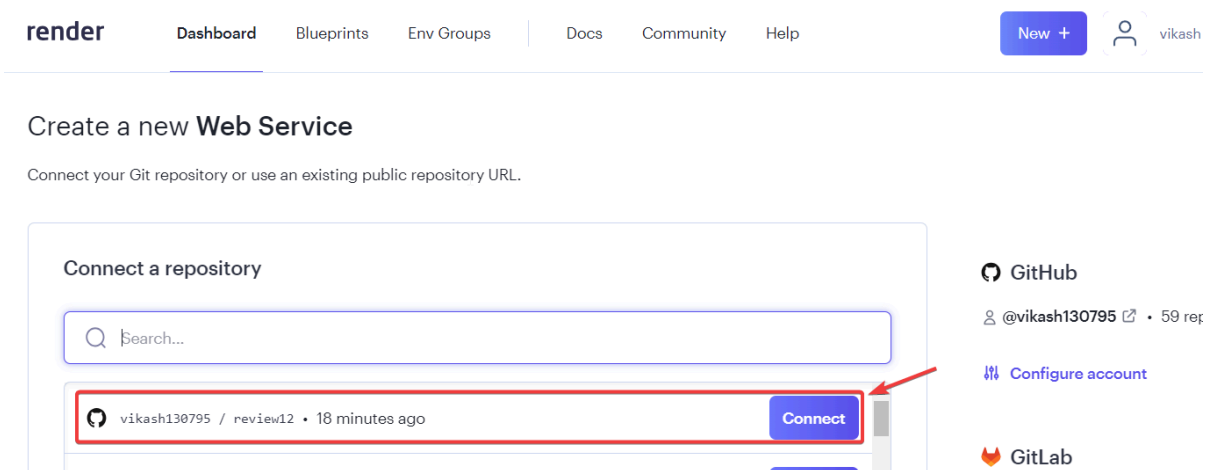 render Dashboard Blueprints Env Groups Docs Community Help New + vikash
Create a new Web Service
Connect your Git repository or use an existing public repository URL.
Connect a repository
Search...
vikash130795 / review12 • 18 minutes ago Connect
GitHub
@vikash130795 • 59 rep
Configure account
GitLab